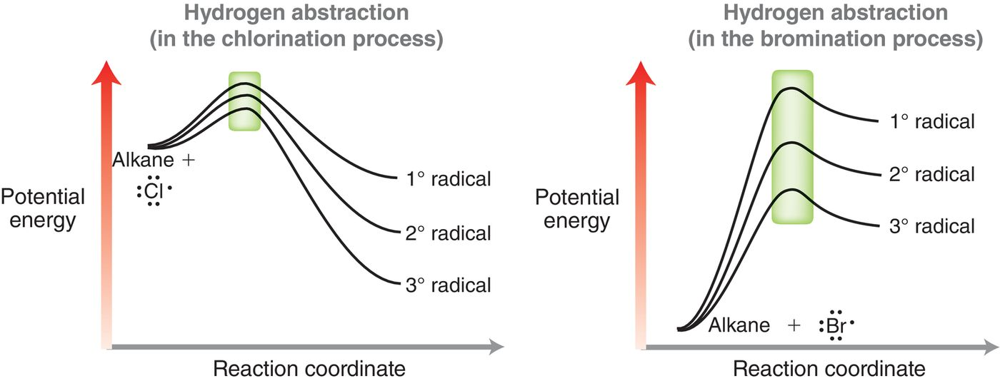 Hydrogen abstraction
(in the chlorination process)
Potential
energy
Alkane +
:Cl·
1° radical
2° radical
3° radical
Reaction coordinate
Hydrogen abstraction
(in the bromination process)
Potential
energy
1° radical
2° radical
3° radical
Alkane + :Br·
Reaction coordinate